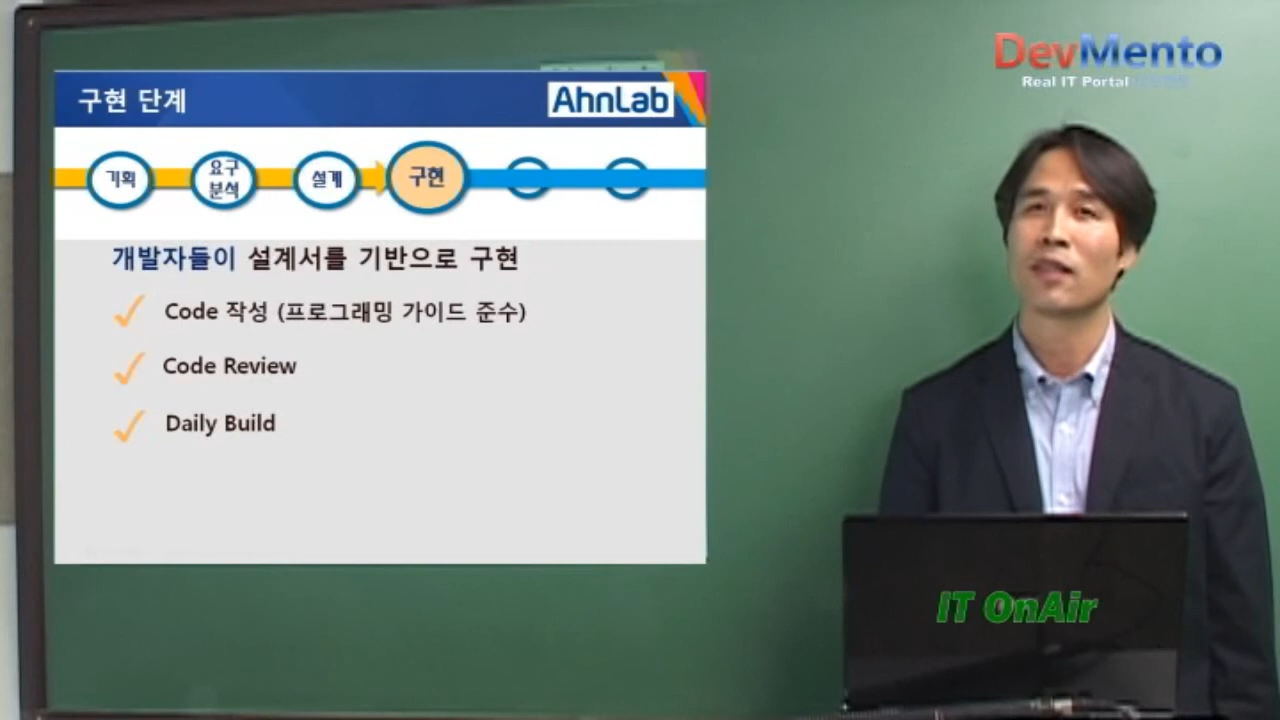 DevMento
Real IT Portal
구현 단계
AhnLab
기획
요구
분석
설계
구현
개발자들이 설계서를 기반으로 구현
Code 작성 (프로그래밍 가이드 준수)
Code Review
Daily Build
IT OnAir